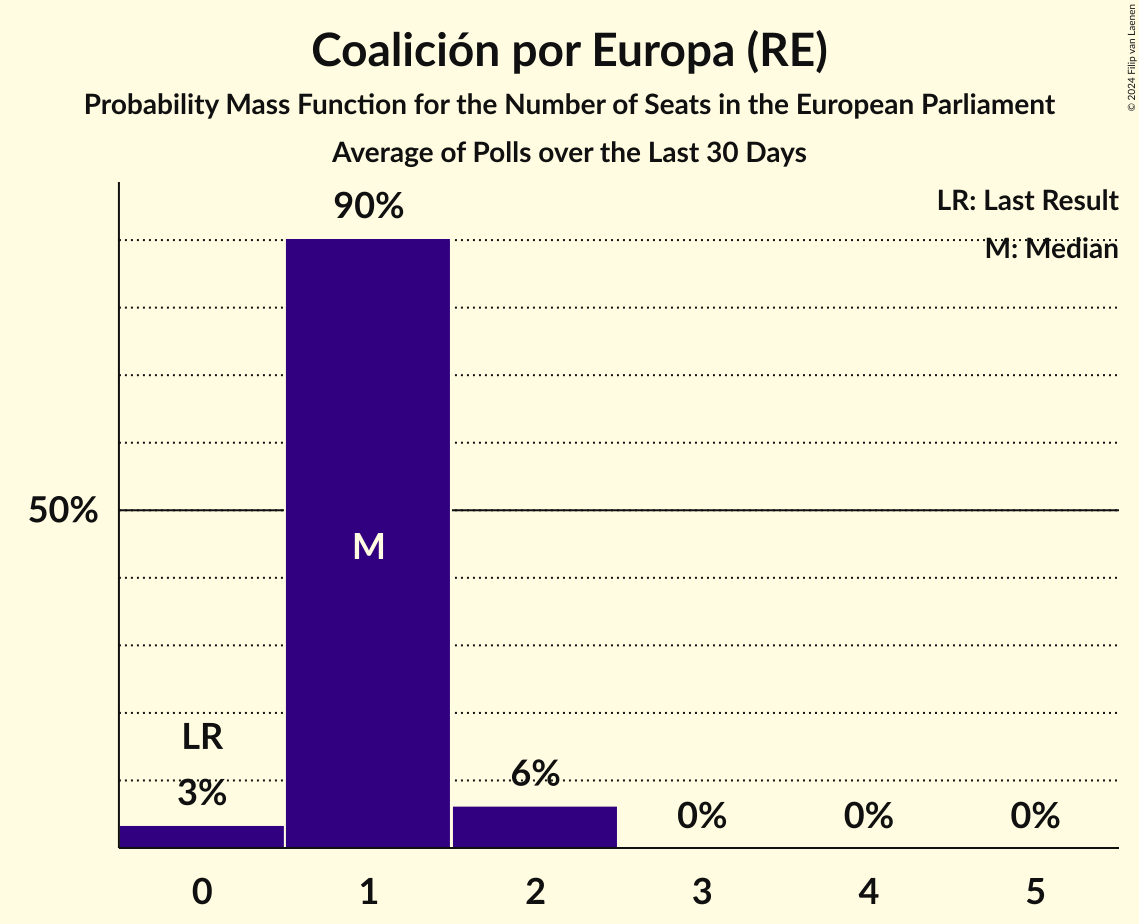 Coalición por Europa (RE)
Probability Mass Function for the Number of Seats in the European Parliament
Average of Polls over the Last 30 Days
© 2024 Filip van Laenen
LR: Last Result
M: Median
90%
50%
M
LR
3%
6%
0%
0%
0%
0
1
2
3
4
5